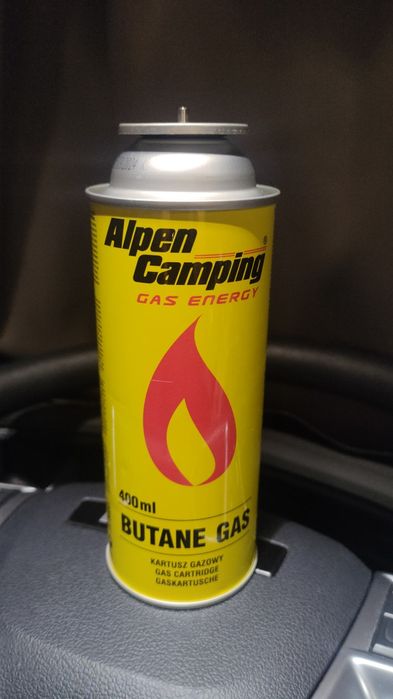 Alpen
Camping®
GAS ENERGY
400ml
BUTANE GAS
KARTUSZ GAZOWY
GAS CARTRIDGE
GASKARTUSCHE